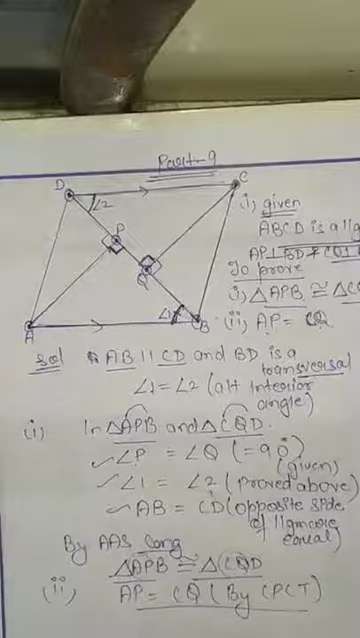 Part-9
D
C
∠2
P
Q
∠1
A
B
i, given
ABCD is a ||g
AP⊥BD & CQ⊥
To prove
i, △APB ≅ △C
(ii, AP = CQ
Sol AB || CD and BD is a
transversal
∠1 = ∠2 (alt Interior
angle)
(i) In △APB and △CQD.
∠P = ∠Q (= 90°)
(given)
∠1 = ∠2 (proved above)
AB = CD (opposite side
of ||gm are
equal)
By AAS Cong
△APB ≅ △CQD
(ii) AP = CQ (By CPCT)